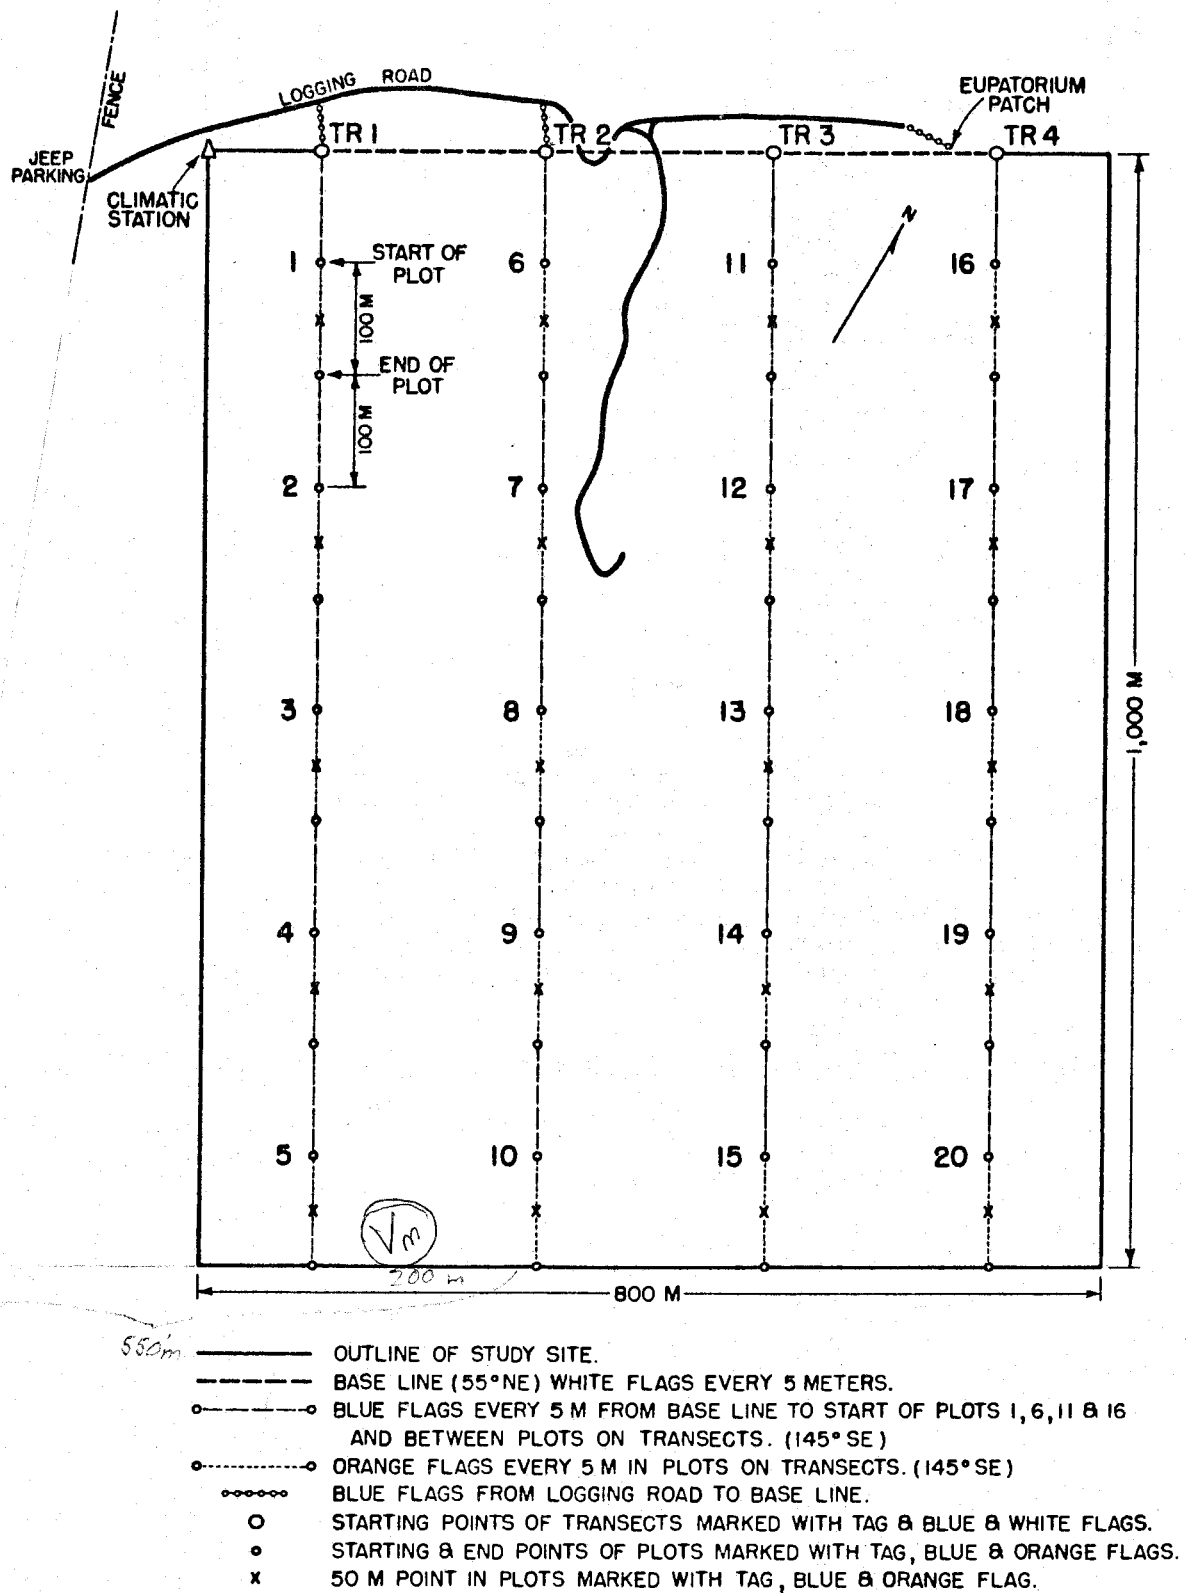 FENCE
LOGGING ROAD
EUPATORIUM
PATCH
JEEP
PARKING
TR 1
TR 2
TR 3
TR 4
CLIMATIC
STATION
N
1
START OF
PLOT
6
11
16
100 M
END OF
PLOT
100 M
2
7
12
17
3
8
13
18
1,000 M
4
9
14
19
5
10
15
20
Vm
200 m
800 M
550m
OUTLINE OF STUDY SITE.
BASE LINE (55° NE) WHITE FLAGS EVERY 5 METERS.
BLUE FLAGS EVERY 5 M FROM BASE LINE TO START OF PLOTS 1, 6, 11 & 16
AND BETWEEN PLOTS ON TRANSECTS. (145° SE)
ORANGE FLAGS EVERY 5 M IN PLOTS ON TRANSECTS. (145° SE)
BLUE FLAGS FROM LOGGING ROAD TO BASE LINE.
STARTING POINTS OF TRANSECTS MARKED WITH TAG & BLUE & WHITE FLAGS.
STARTING & END POINTS OF PLOTS MARKED WITH TAG, BLUE & ORANGE FLAGS.
x 50 M POINT IN PLOTS MARKED WITH TAG, BLUE & ORANGE FLAG.